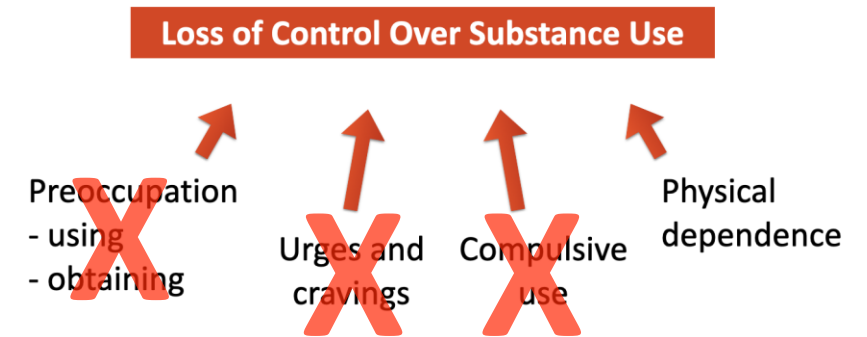 Loss of Control Over Substance Use
Preoccupation
- using
- obtaining
Urges and
cravings
Compulsive
use
Physical
dependence